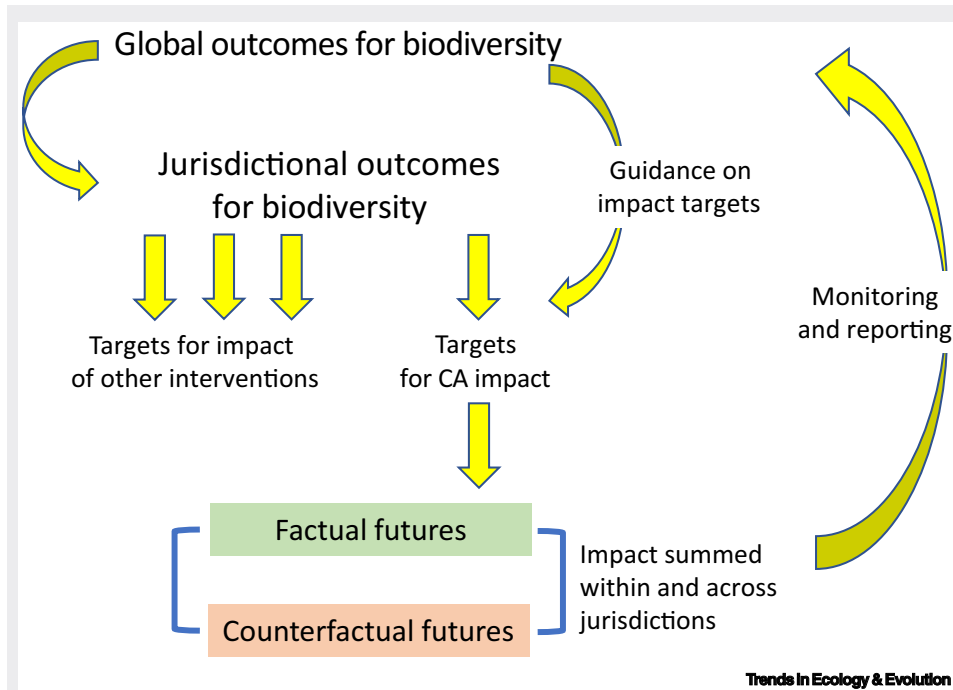 Global outcomes for biodiversity
Jurisdictional outcomes
for biodiversity
Guidance on
impact targets
Monitoring
and reporting
Targets for impact
of other interventions
Targets
for CA impact
Factual futures
Counterfactual futures
Impact summed
within and across
jurisdictions
Trends in Ecology & Evolution